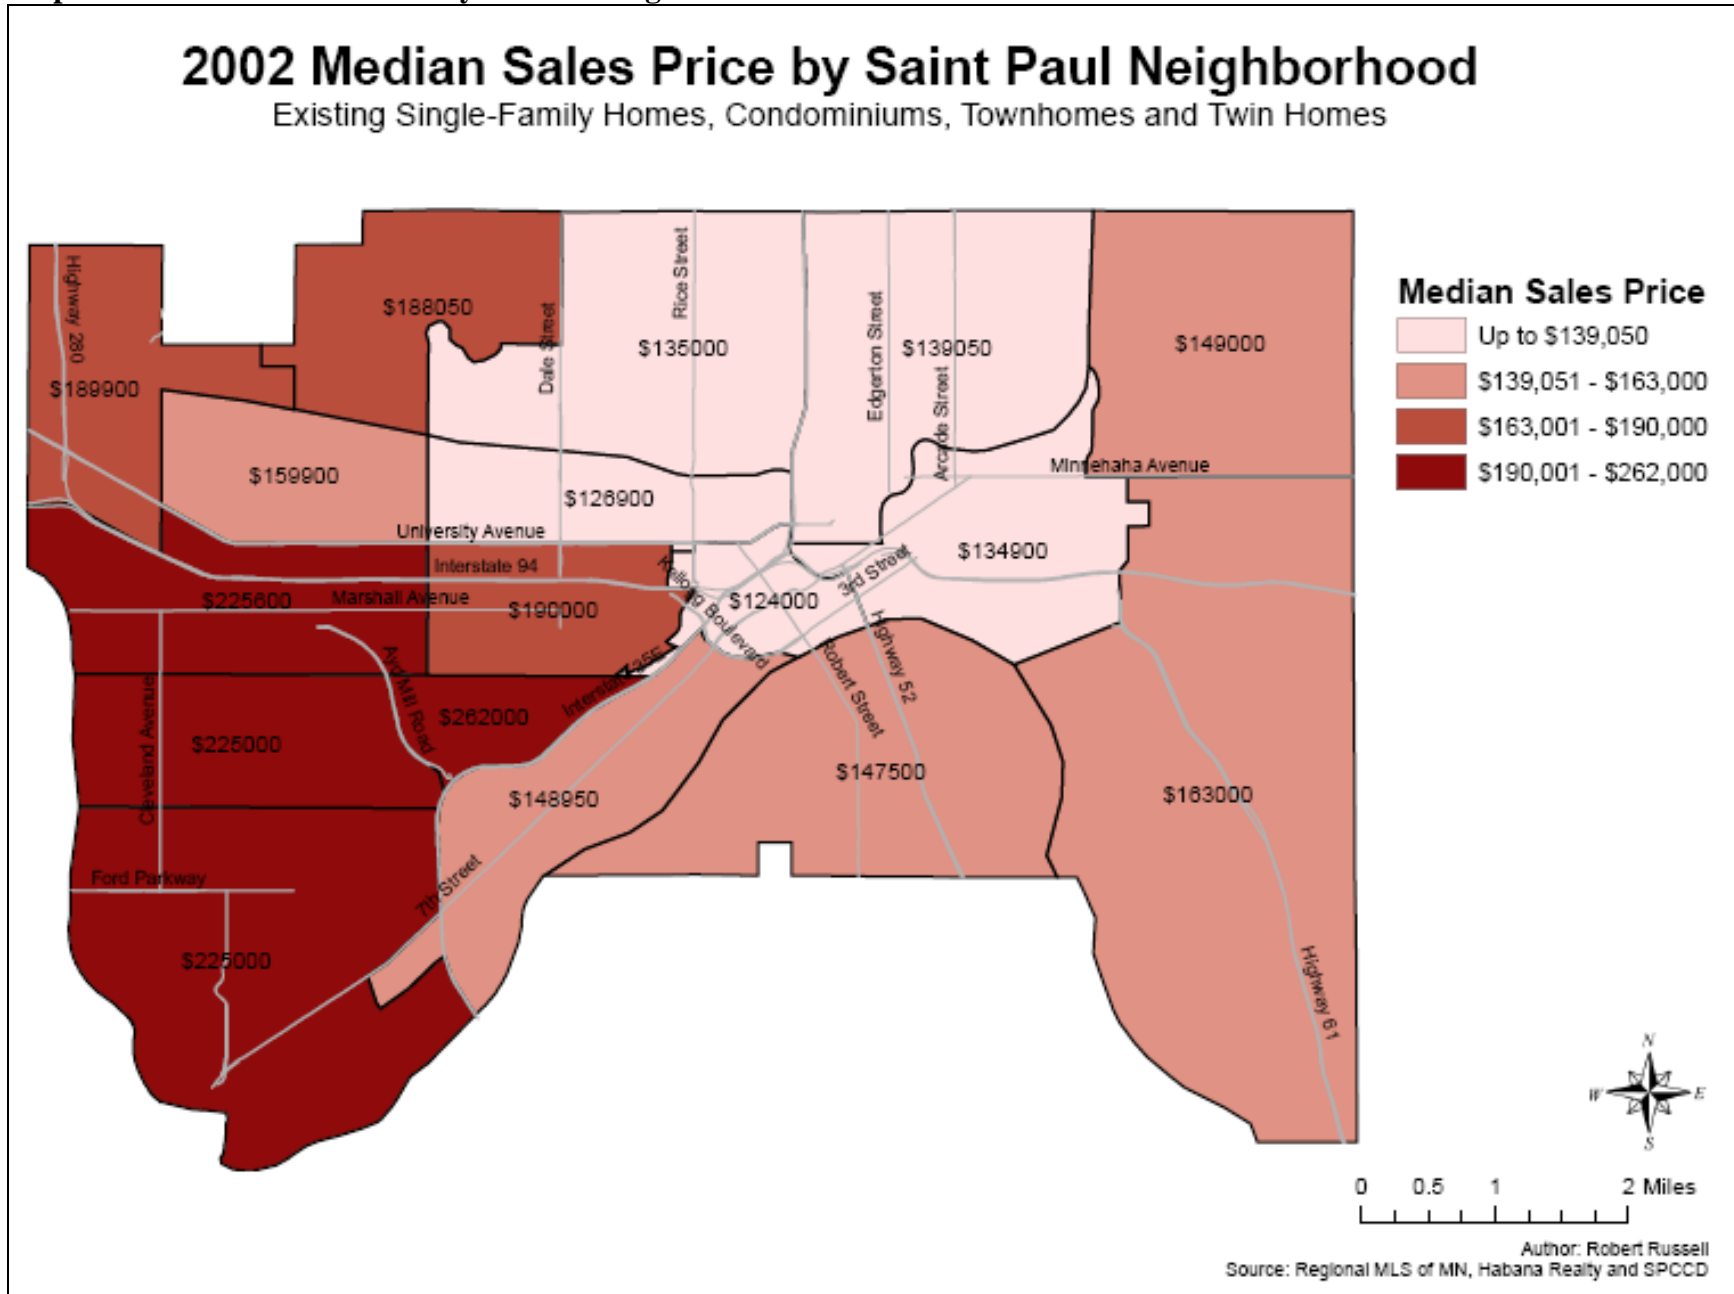 2002 Median Sales Price by Saint Paul Neighborhood
Existing Single-Family Homes, Condominiums, Townhomes and Twin Homes
Highway 280
$188050
$189900
$159900
Dale Street
Rice Street
$135000
Edgerton Street
$139050
Arcade Street
$149000
Minnehaha Avenue
$126900
University Avenue
Interstate 94
$225600
Marshall Avenue
$190000
Kellogg Boulevard
$124000
3rd Street
$134900
Ayd Mill Road
Interstate 35E
Robert Street
Highway 52
Cleveland Avenue
$225000
$262000
$148950
$147500
$163000
Ford Parkway
7th Street
$225000
Highway 61
Median Sales Price
Up to $139,050
$139,051 - $163,000
$163,001 - $190,000
$190,001 - $262,000
N
W E
S
0 0.5 1 2 Miles
Author: Robert Russell
Source: Regional MLS of MN, Habana Realty and SPCCD